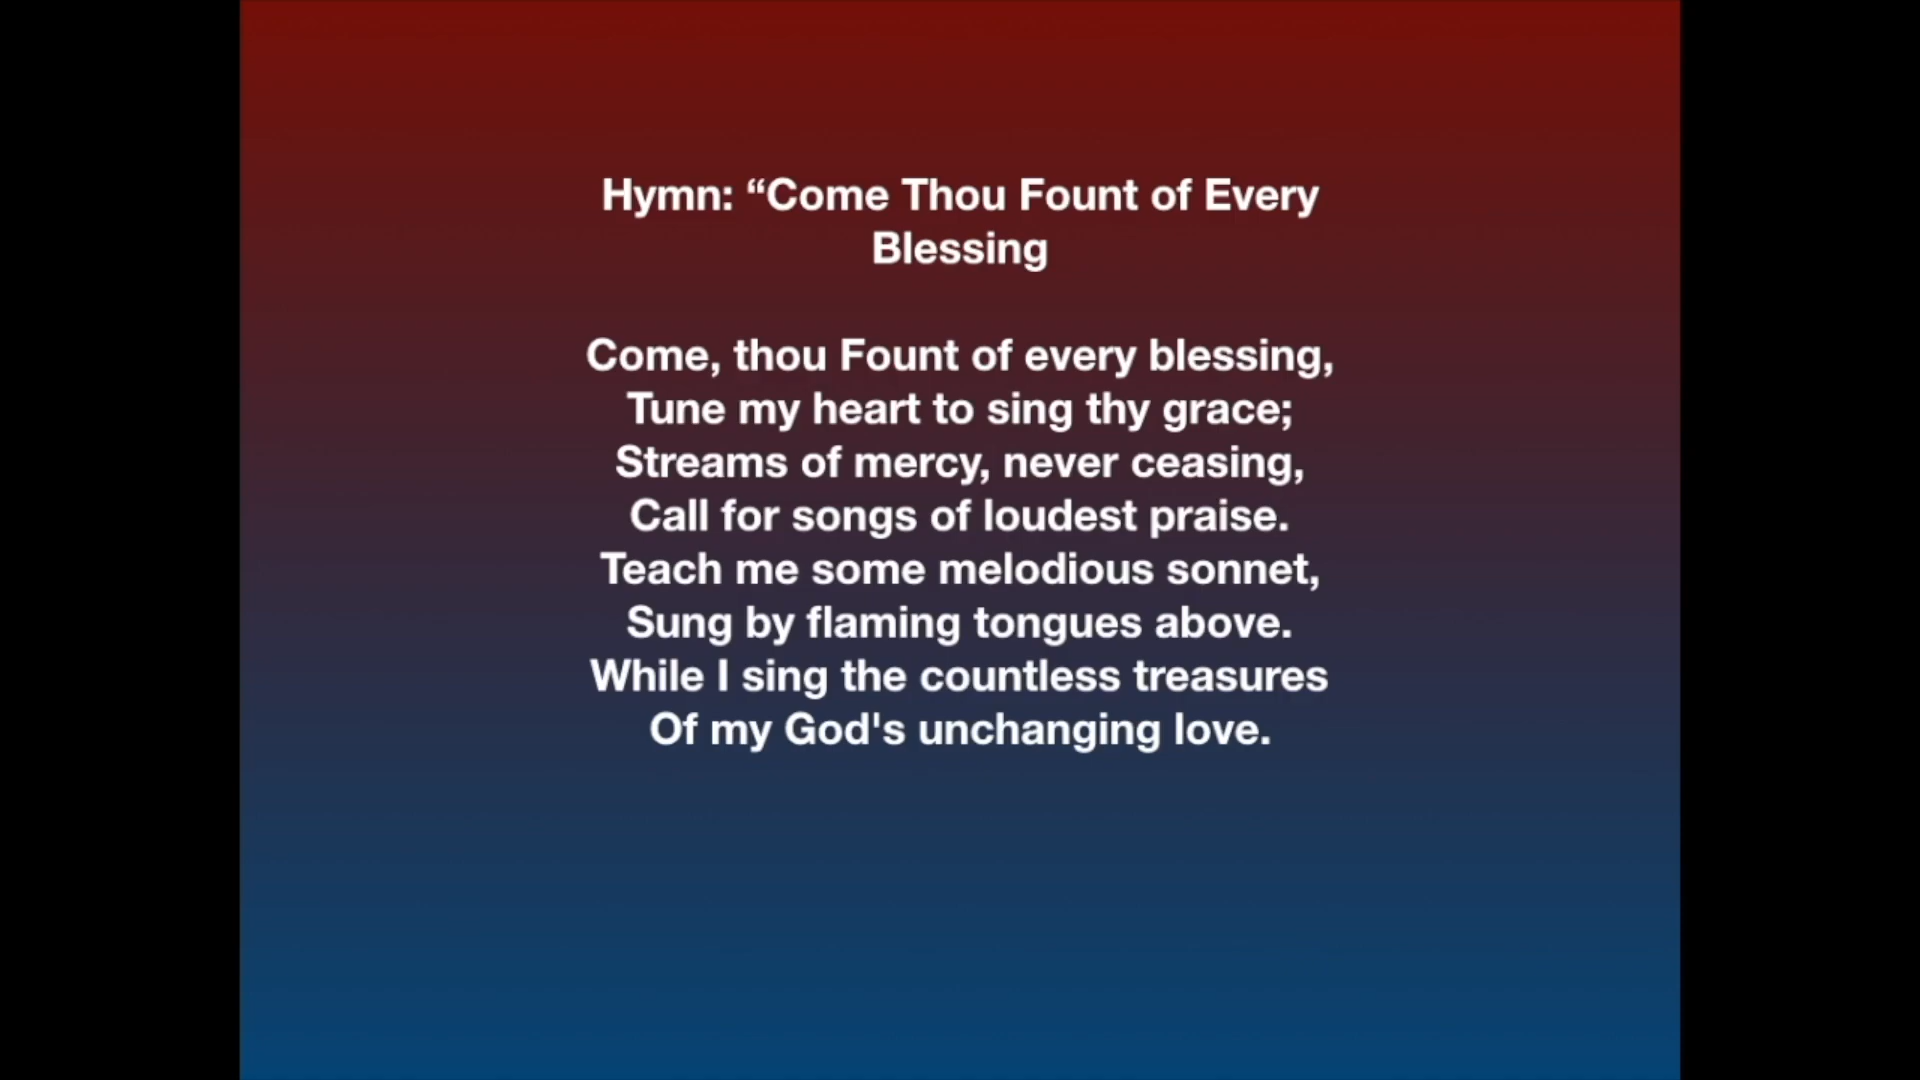 Hymn: “Come Thou Fount of Every
Blessing
Come, thou Fount of every blessing,
Tune my heart to sing thy grace;
Streams of mercy, never ceasing,
Call for songs of loudest praise.
Teach me some melodious sonnet,
Sung by flaming tongues above.
While I sing the countless treasures
Of my God's unchanging love.